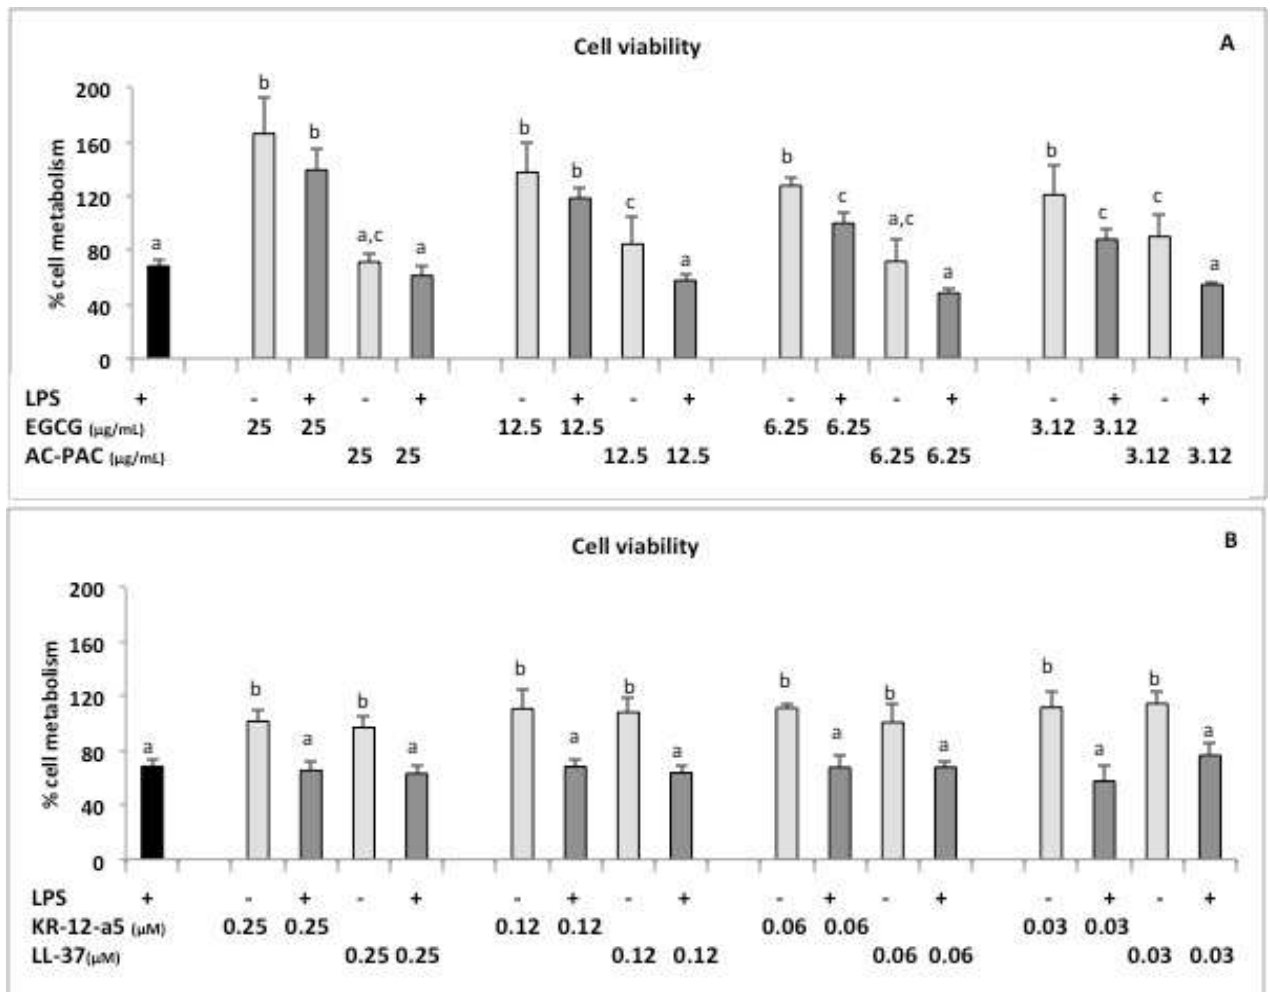 Cell viability A
200
160
120
80
40
0
% cell metabolism
b b a b b c b c b
a a,c a c a a,c a c c a
LPS + - + - + - + - + - + - + - + - +
EGCG (µg/mL) 25 25 12.5 12.5 6.25 6.25 3.12 3.12
AC-PAC (µg/mL) 25 25 12.5 12.5 6.25 6.25 3.12 3.12
Cell viability B
200
160
120
80
40
0
% cell metabolism
a b a b a b a b a b a b a b a b a
LPS + - + - + - + - + - + - + - + - +
KR-12-a5 (µM) 0.25 0.25 0.12 0.12 0.06 0.06 0.03 0.03
LL-37(µM) 0.25 0.25 0.12 0.12 0.06 0.06 0.03 0.03